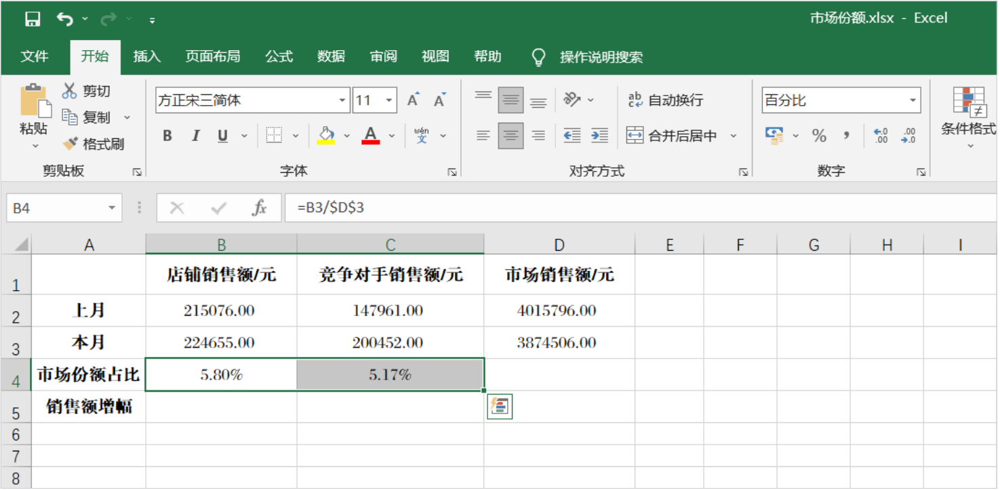 市场份额.xlsx - Excel
文件 开始 插入 页面布局 公式 数据 审阅 视图 帮助 操作说明搜索
粘贴 剪切 复制 格式刷
剪贴板
方正宋三简体 11 A A
B I U A wén 文
字体
ab c 自动换行
合并后居中
对齐方式
百分比
% , .0 .00 .00 .0
数字
条件格式
B4 fx =B3/$D$3
A B C D E F G H I
1 店铺销售额/元 竞争对手销售额/元 市场销售额/元
2 上月 215076.00 147961.00 4015796.00
3 本月 224655.00 200452.00 3874506.00
4 市场份额占比 5.80% 5.17%
5 销售额增幅
6
7
8